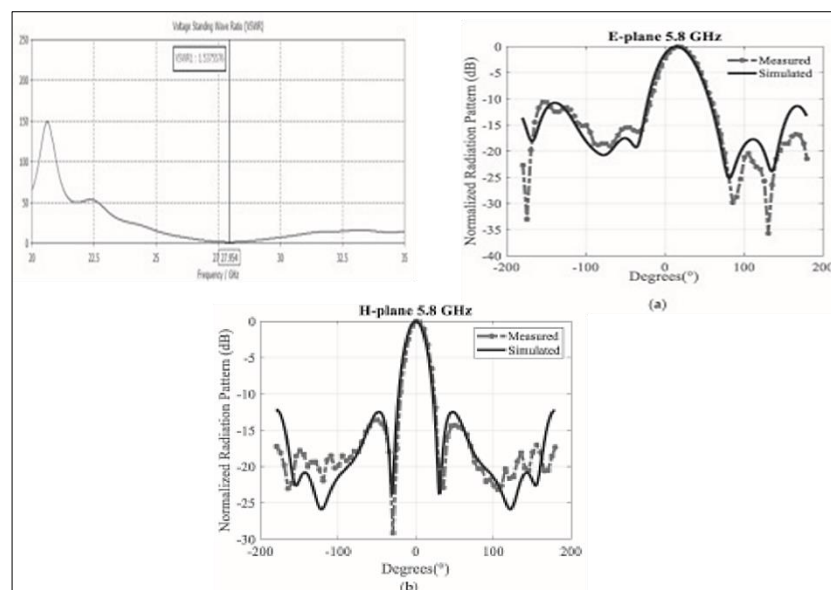 Voltage Standing Wave Ratio (VSWR)
250
200
150
100
50
0
20
22.5
25
27.954
30
32.5
35
Frequency / GHz
E-plane 5.8 GHz
Normalized Radiation Pattern (dB)
0
-5
-10
-15
-20
-25
-30
-35
-40
Measured
Simulated
-200
-100
0
100
200
Degrees(°)
(a)
H-plane 5.8 GHz
Normalized Radiation Pattern (dB)
0
-5
-10
-15
-20
-25
-30
Measured
Simulated
-200
-100
0
100
200
Degrees(°)
(b)